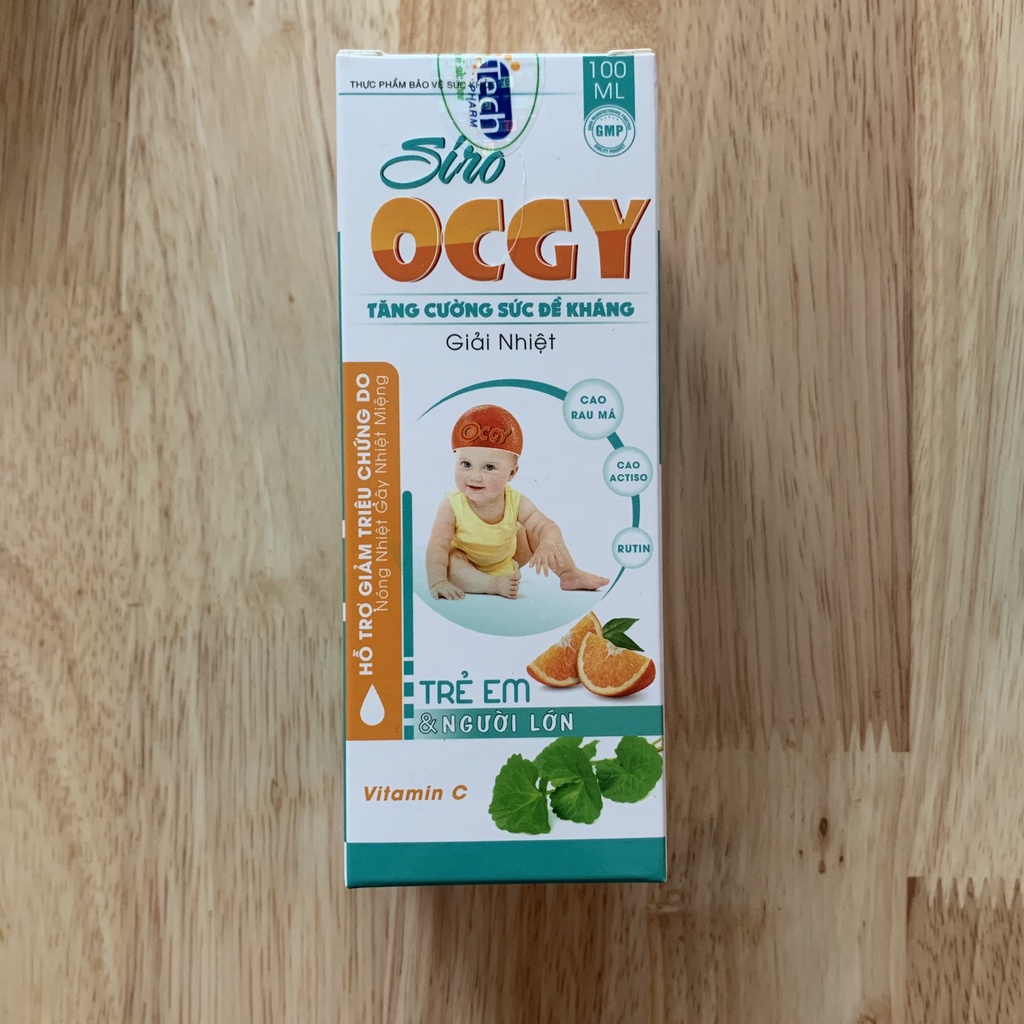 THỰC PHẨM BẢO VỆ SỨC
Tech
PHARM
100
ML
GMP
Siro
OCGY
TĂNG CƯỜNG SỨC ĐỀ KHÁNG
Giải Nhiệt
HỖ TRỢ GIẢM TRIỆU CHỨNG DO
Nóng Nhiệt Gây Nhiệt Miệng
OCGY
CAO
RAU MÁ
CAO
ACTISO
RUTIN
TRẺ EM
& NGƯỜI LỚN
Vitamin C